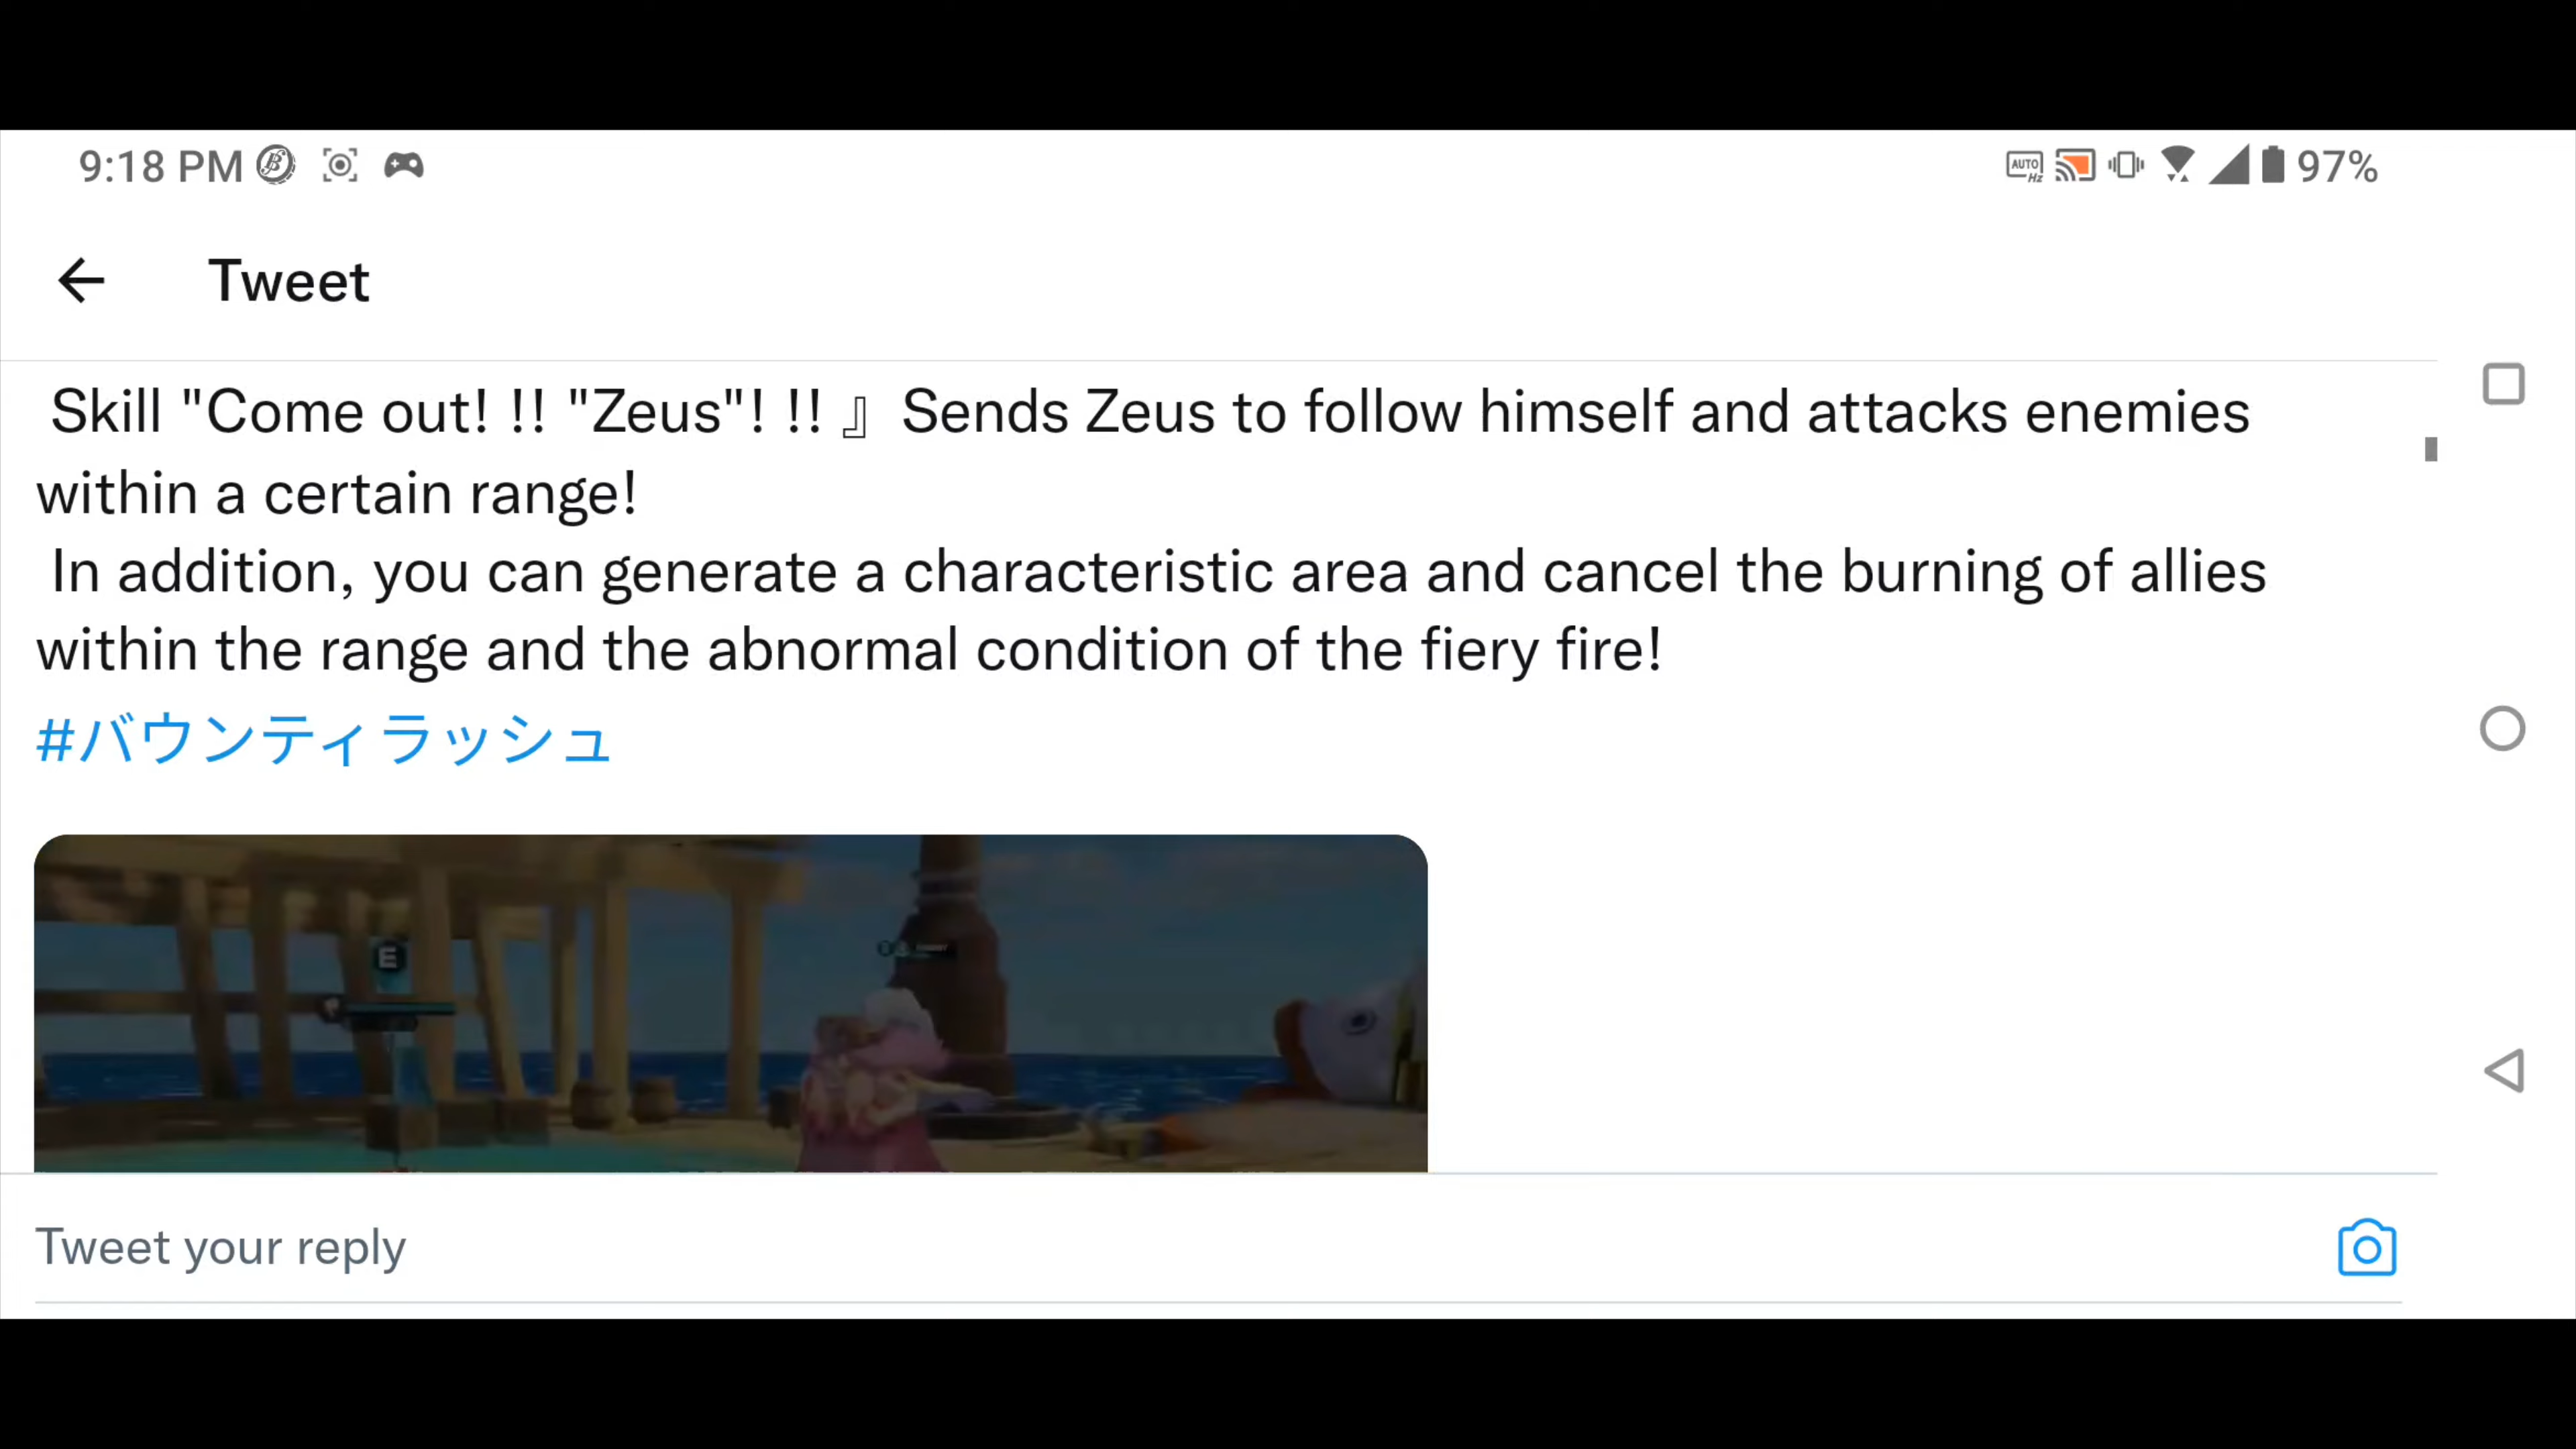 9:18 PM
AUTO Hz 97%
Tweet
Skill "Come out! !! "Zeus"! !! 』 Sends Zeus to follow himself and attacks enemies
within a certain range!
In addition, you can generate a characteristic area and cancel the burning of allies
within the range and the abnormal condition of the fiery fire!
#バウンティラッシュ
E
Tweet your reply